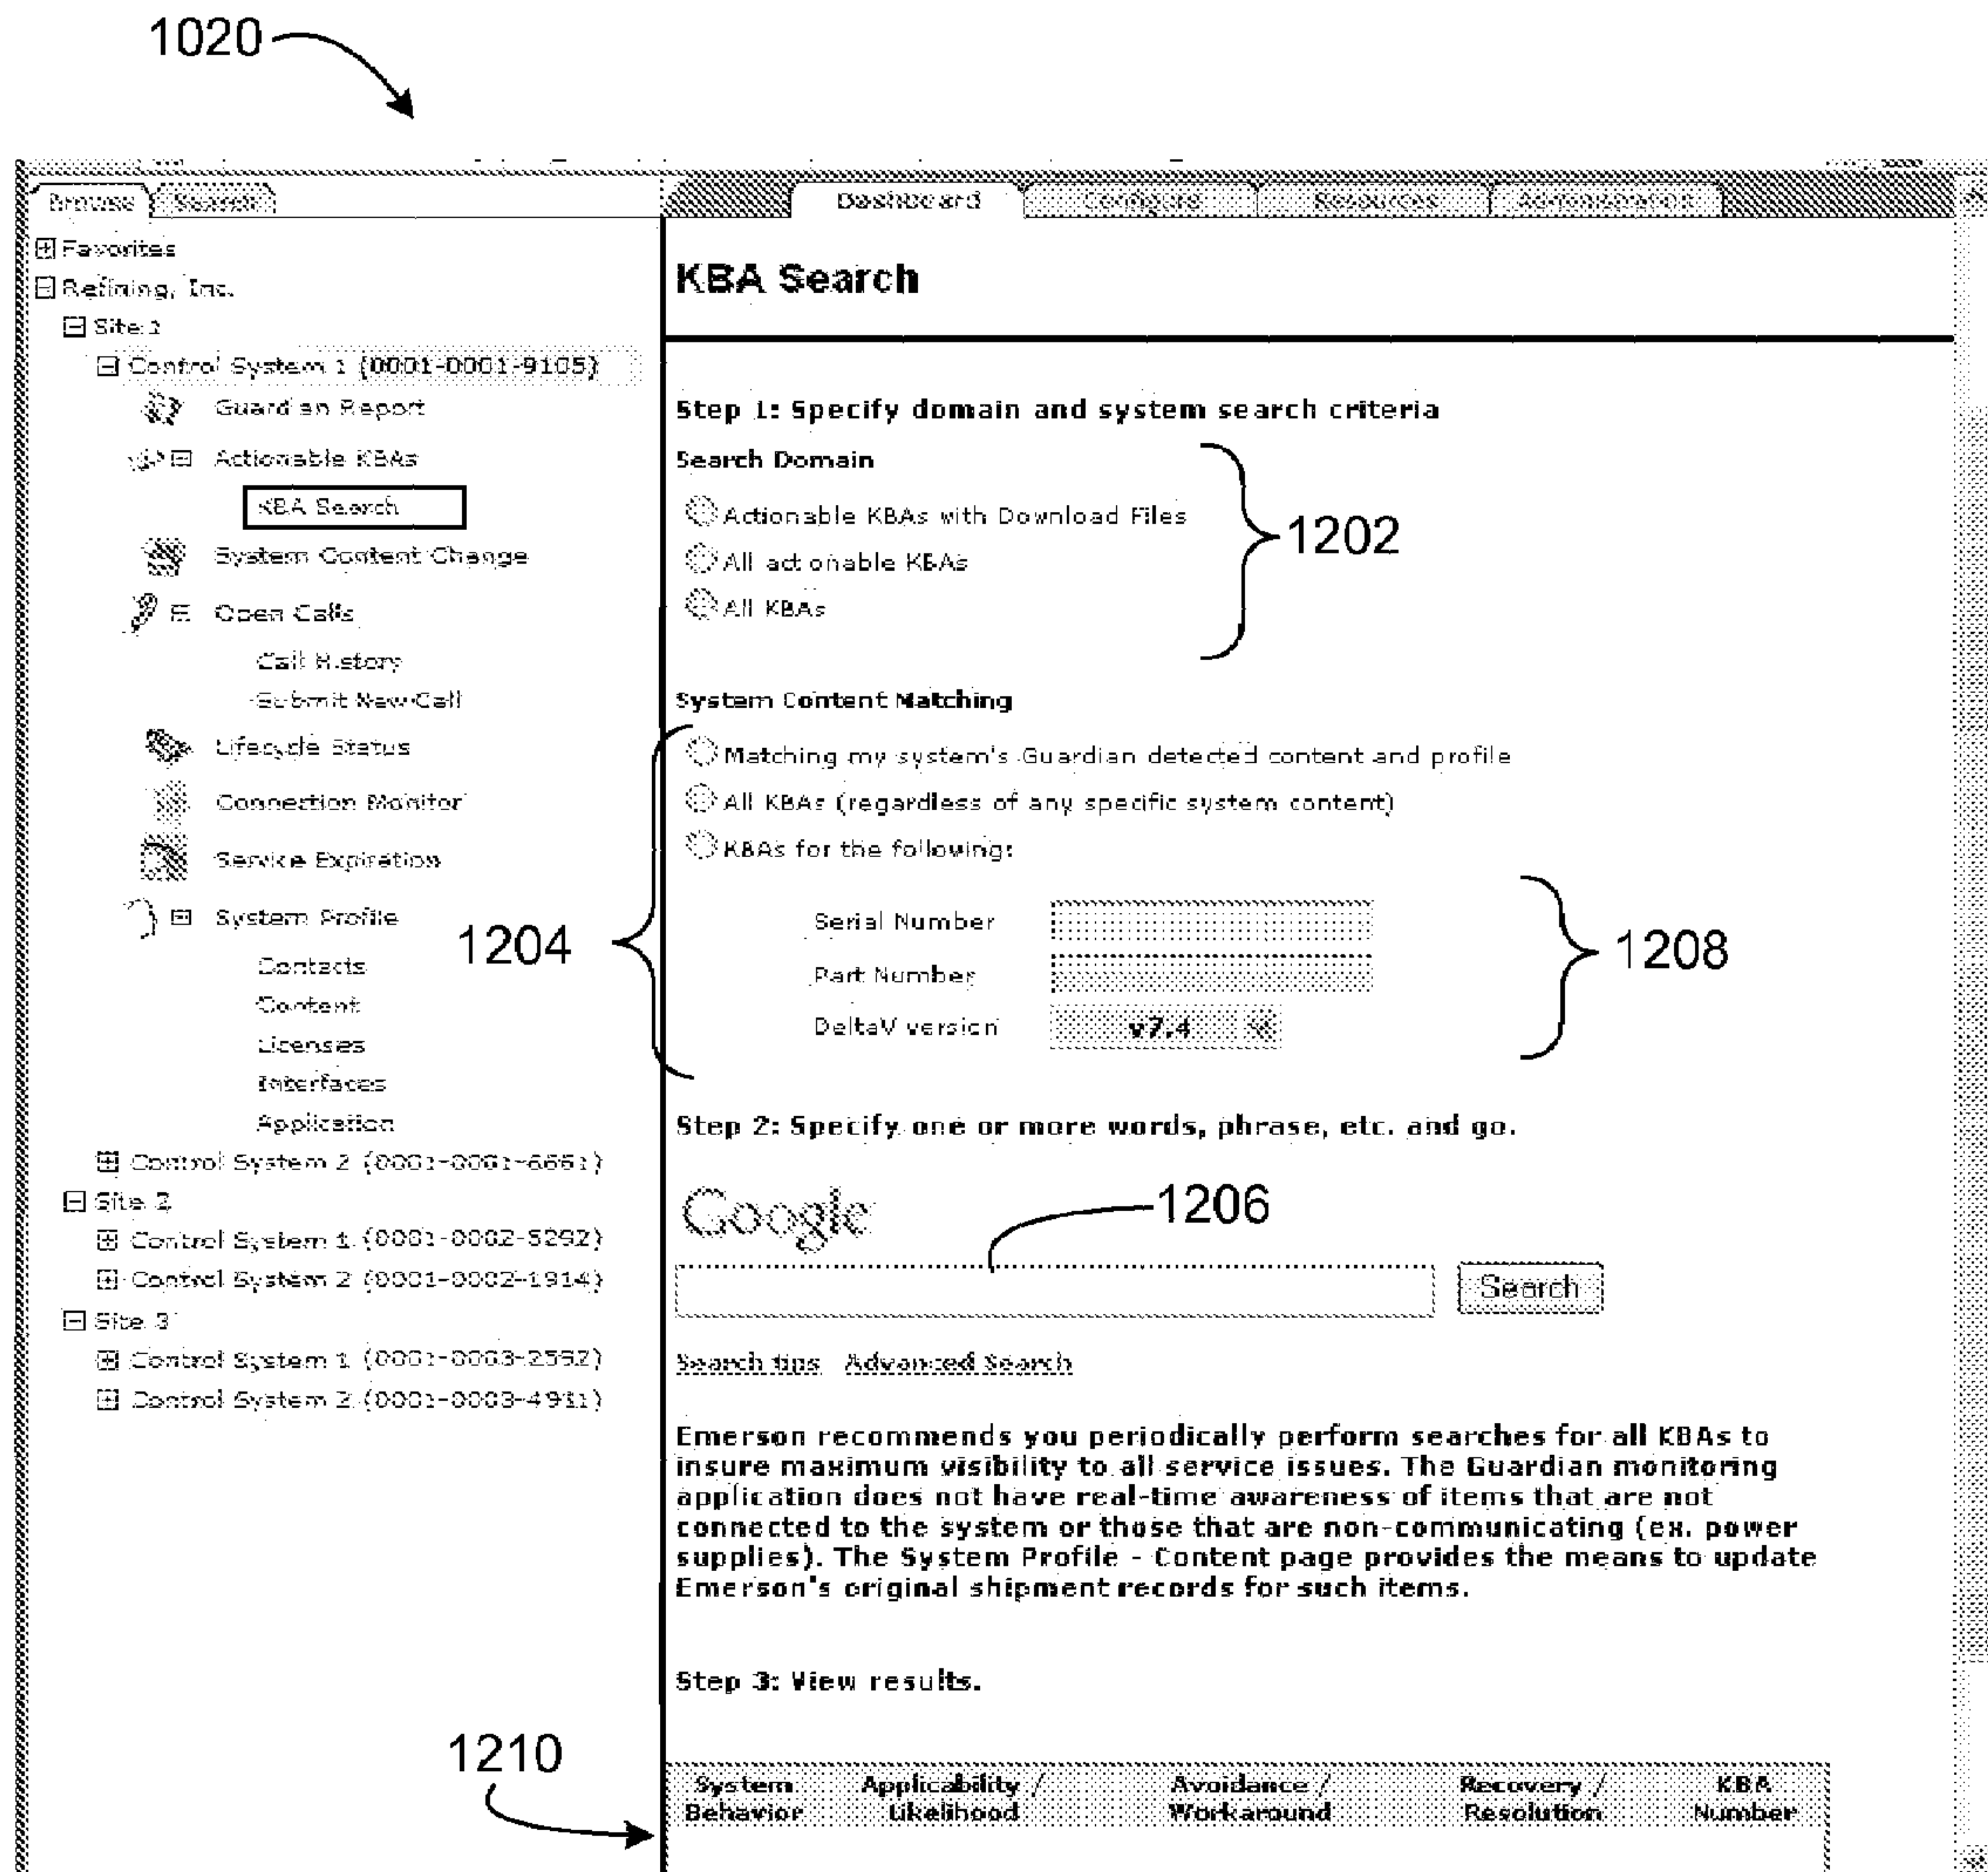 1020
Browse Search
Favorites
Refining, Inc.
Site 1
Control System 1 (0001-0001-9105)
Guardian Report
Actionable KBAs
KBA Search
System Content Change
Open Calls
Call History
Submit New Call
Lifecycle Status
Connection Monitor
Service Expiration
System Profile
Contacts
Content
Licenses
Interfaces
Application
Control System 2
Site 2
Control System 1 (0001-0002-5292)
Control System 2 (0001-0002-1914)
Site 3
Control System 1 (0001-0003-2592)
Control System 2 (0001-0003-4931)
Dashboard Configure Resources Administration
KBA Search
Step 1: Specify domain and system search criteria
Search Domain
Actionable KBAs with Download Files
All actionable KBAs
All KBAs
1202
System Content Matching
Matching my system's Guardian detected content and profile
All KBAs (regardless of any specific system content)
KBAs for the following:
Serial Number
Part Number
DeltaV version v7.4
1204
1208
Step 2: Specify one or more words, phrase, etc. and go.
Google
1206
Search
Search tips Advanced Search
Emerson recommends you periodically perform searches for all KBAs to
insure maximum visibility to all service issues. The Guardian monitoring
application does not have real-time awareness of items that are not
connected to the system or those that are non-communicating (ex. power
supplies). The System Profile - Content page provides the means to update
Emerson's original shipment records for such items.
Step 3: View results.
1210
System Behavior Applicability / Likelihood Avoidance / Workaround Recovery / Resolution KBA Number